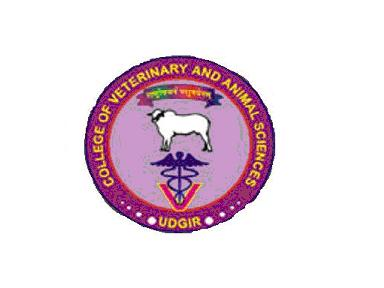 COLLEGE OF VETERINARY AND ANIMAL SCIENCES
UDGIR
V